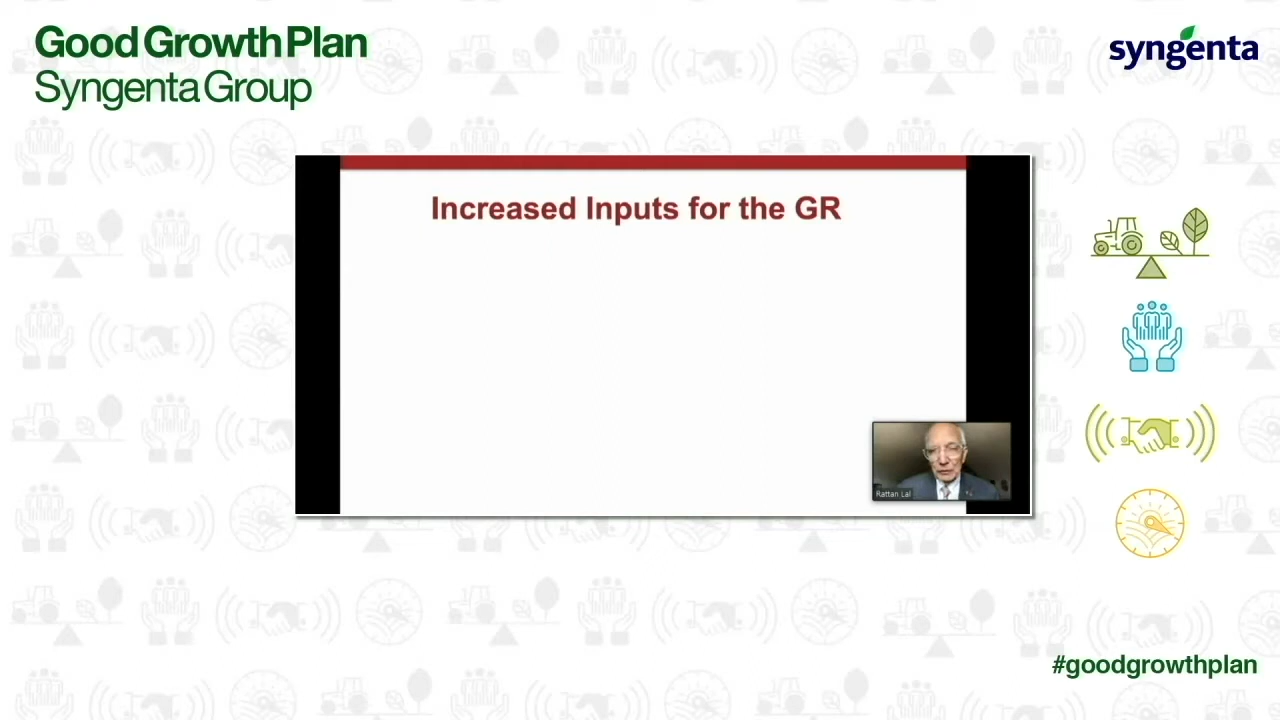 Good Growth Plan
Syngenta Group
syngenta
Increased Inputs for the GR
Rattan Lal
#goodgrowthplan